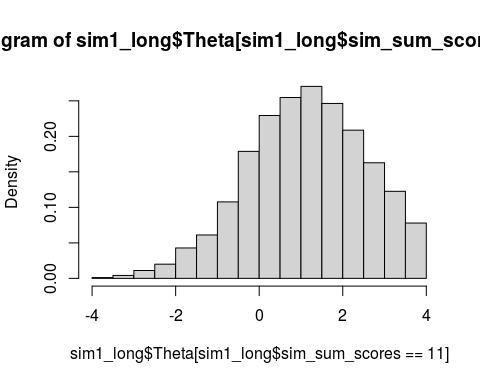 gram of sim1_long$Theta[sim1_long$sim_sum_scor
Density
0.20
0.10
0.00
-4 -2 0 2 4
sim1_long$Theta[sim1_long$sim_sum_scores == 11]